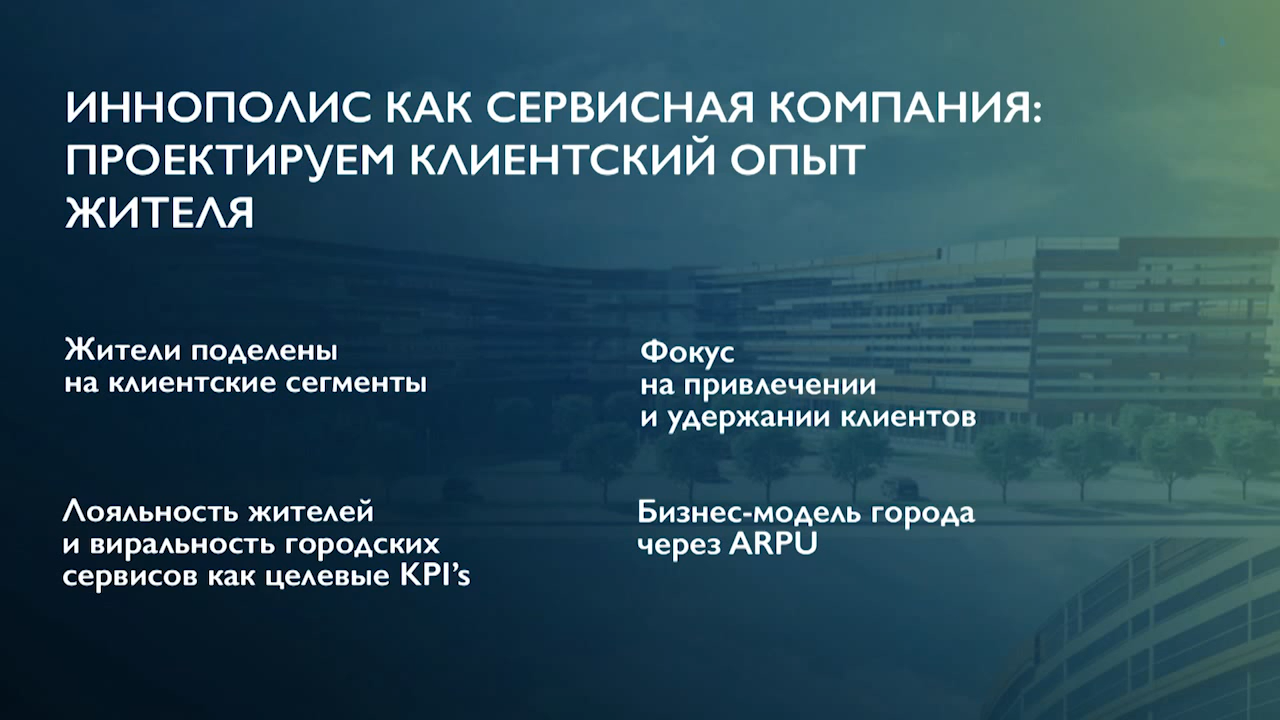 ИННОПОЛИС КАК СЕРВИСНАЯ КОМПАНИЯ:
ПРОЕКТИРУЕМ КЛИЕНТСКИЙ ОПЫТ
ЖИТЕЛЯ
Жители поделены
на клиентские сегменты
Фокус
на привлечении
и удержании клиентов
Лояльность жителей
и виральность городских
сервисов как целевые KPI’s
Бизнес-модель города
через ARPU